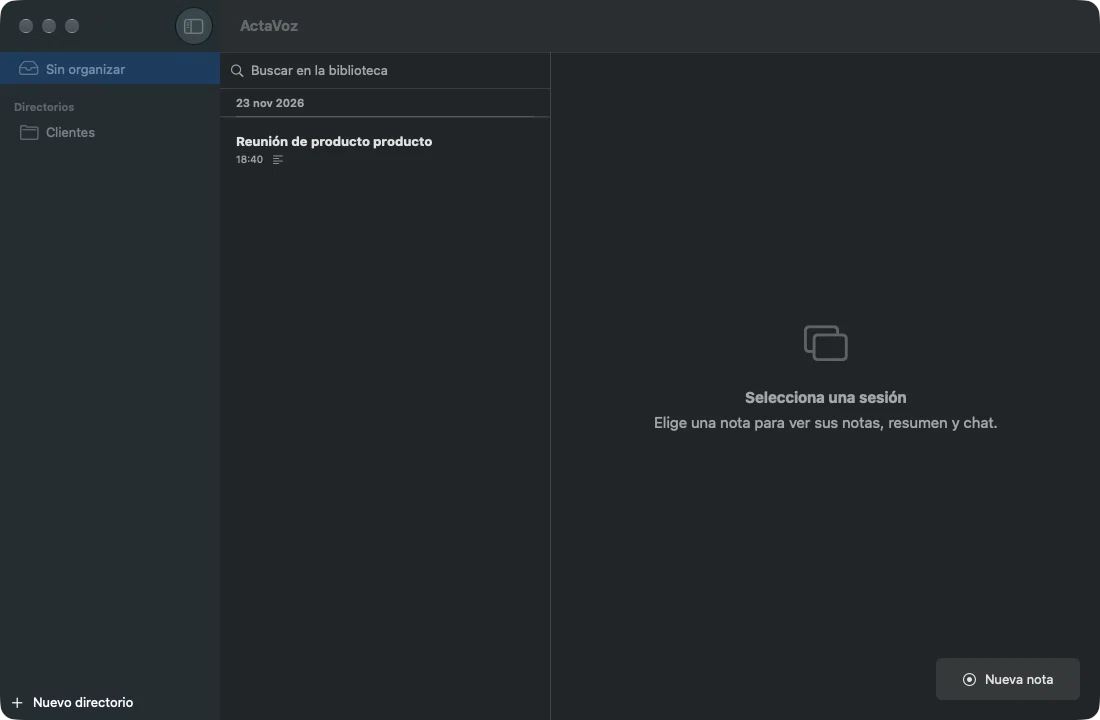 ActaVoz
Sin organizar
Directorios
Clientes
Nuevo directorio
Buscar en la biblioteca
23 nov 2026
Reunión de producto producto
18:40
Selecciona una sesión
Elige una nota para ver sus notas, resumen y chat.
Nueva nota